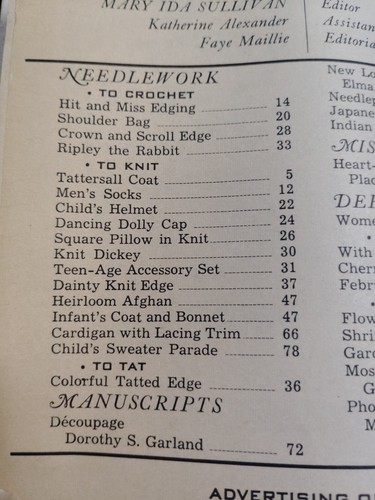 MARY IDA SULLIVAN
Katherine Alexander
Faye Maillie
Editor
NEEDLEWORK
• TO CROCHET
Hit and Miss Edging 14
Shoulder Bag 20
Crown and Scroll Edge 28
Ripley the Rabbit 33
• TO KNIT
Tattersall Coat 5
Men's Socks 12
Child's Helmet 22
Dancing Dolly Cap 24
Square Pillow in Knit 26
Knit Dickey 30
Teen-Age Accessory Set 31
Dainty Knit Edge 37
Heirloom Afghan 47
Infant's Coat and Bonnet 47
Cardigan with Lacing Trim 66
Child's Sweater Parade 78
• TO TAT
Colorful Tatted Edge 36
MANUSCRIPTS
Découpage
Dorothy S. Garland 72
New
Elma
Indian
With
ADVERTISING